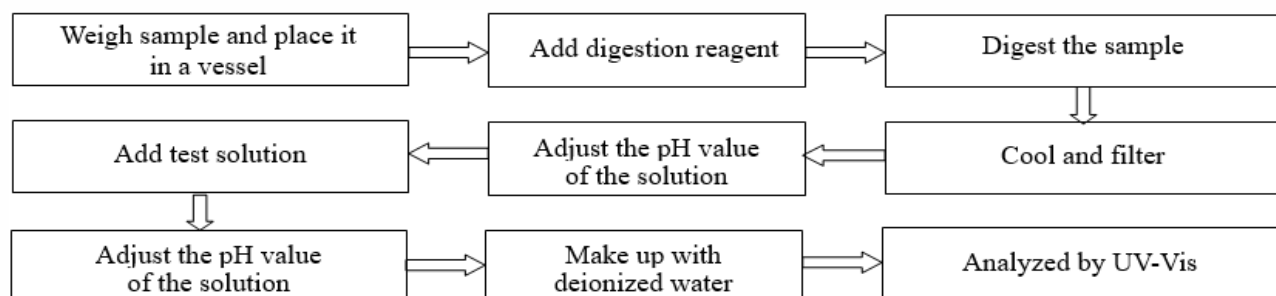 Weigh sample and place it
in a vessel
Add digestion reagent
Digest the sample
Cool and filter
Adjust the pH value
of the solution
Add test solution
Adjust the pH value
of the solution
Make up with
deionized water
Analyzed by UV-Vis